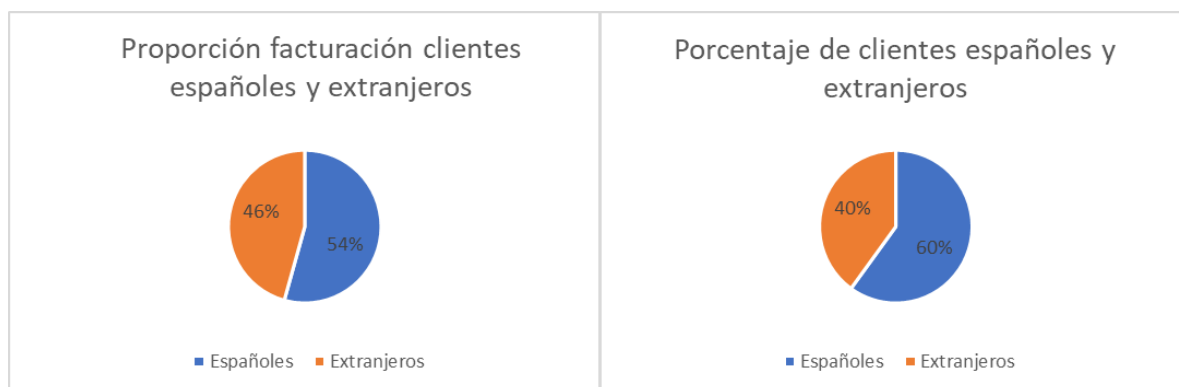 Proporción facturación clientes
españoles y extranjeros
46%
54%
Españoles Extranjeros
Porcentaje de clientes españoles y
extranjeros
40%
60%
Españoles Extranjeros